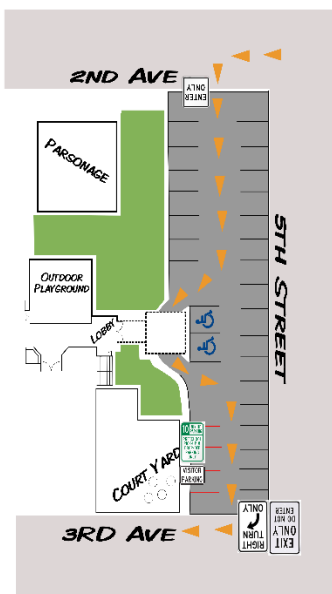 2ND AVE
ENTER
ONLY
PARSONAGE
5TH STREET
OUTDOOR
PLAYGROUND
LOBBY
10
COURT YARD
VISITOR
PARKING
3RD AVE
RIGHT
TURN
ONLY
EXIT
ONLY
DO NOT
ENTER